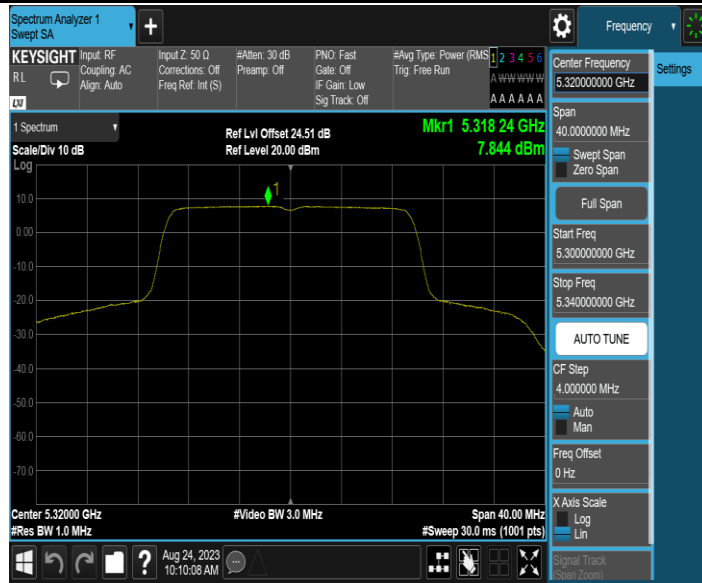 Spectrum Analyzer 1
Swept SA
Frequency
KEYSIGHT
RL
LXI
Input: RF
Coupling: AC
Align: Auto
Input Z: 50 Ω
Corrections: Off
Freq Ref: Int (S)
#Atten: 30 dB
Preamp: Off
PNO: Fast
Gate: Off
IF Gain: Low
Sig Track: Off
#Avg Type: Power (RMS
Trig: Free Run
1 2 3 4 5 6
A W W W W W
A A A A A A
1 Spectrum
Scale/Div 10 dB
Ref Lvl Offset 24.51 dB
Ref Level 20.00 dBm
Mkr1 5.318 24 GHz
7.844 dBm
Log
1
10.0
0.00
-10.0
-20.0
-30.0
-40.0
-50.0
-60.0
-70.0
Center 5.32000 GHz
#Res BW 1.0 MHz
#Video BW 3.0 MHz
Span 40.00 MHz
#Sweep 30.0 ms (1001 pts)
?
Aug 24, 2023
10:10:08 AM
Center Frequency
5.320000000 GHz
Settings
Span
40.0000000 MHz
Swept Span
Zero Span
Full Span
Start Freq
5.300000000 GHz
Stop Freq
5.340000000 GHz
AUTO TUNE
CF Step
4.000000 MHz
Auto
Man
Freq Offset
0 Hz
X Axis Scale
Log
Lin
Signal Track
(Span Zoom)